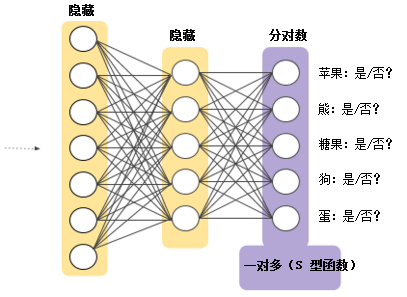 隐藏
隐藏
分对数
苹果：是/否？
熊：是/否？
糖果：是/否？
狗：是/否？
蛋：是/否？
一对多（S 型函数）